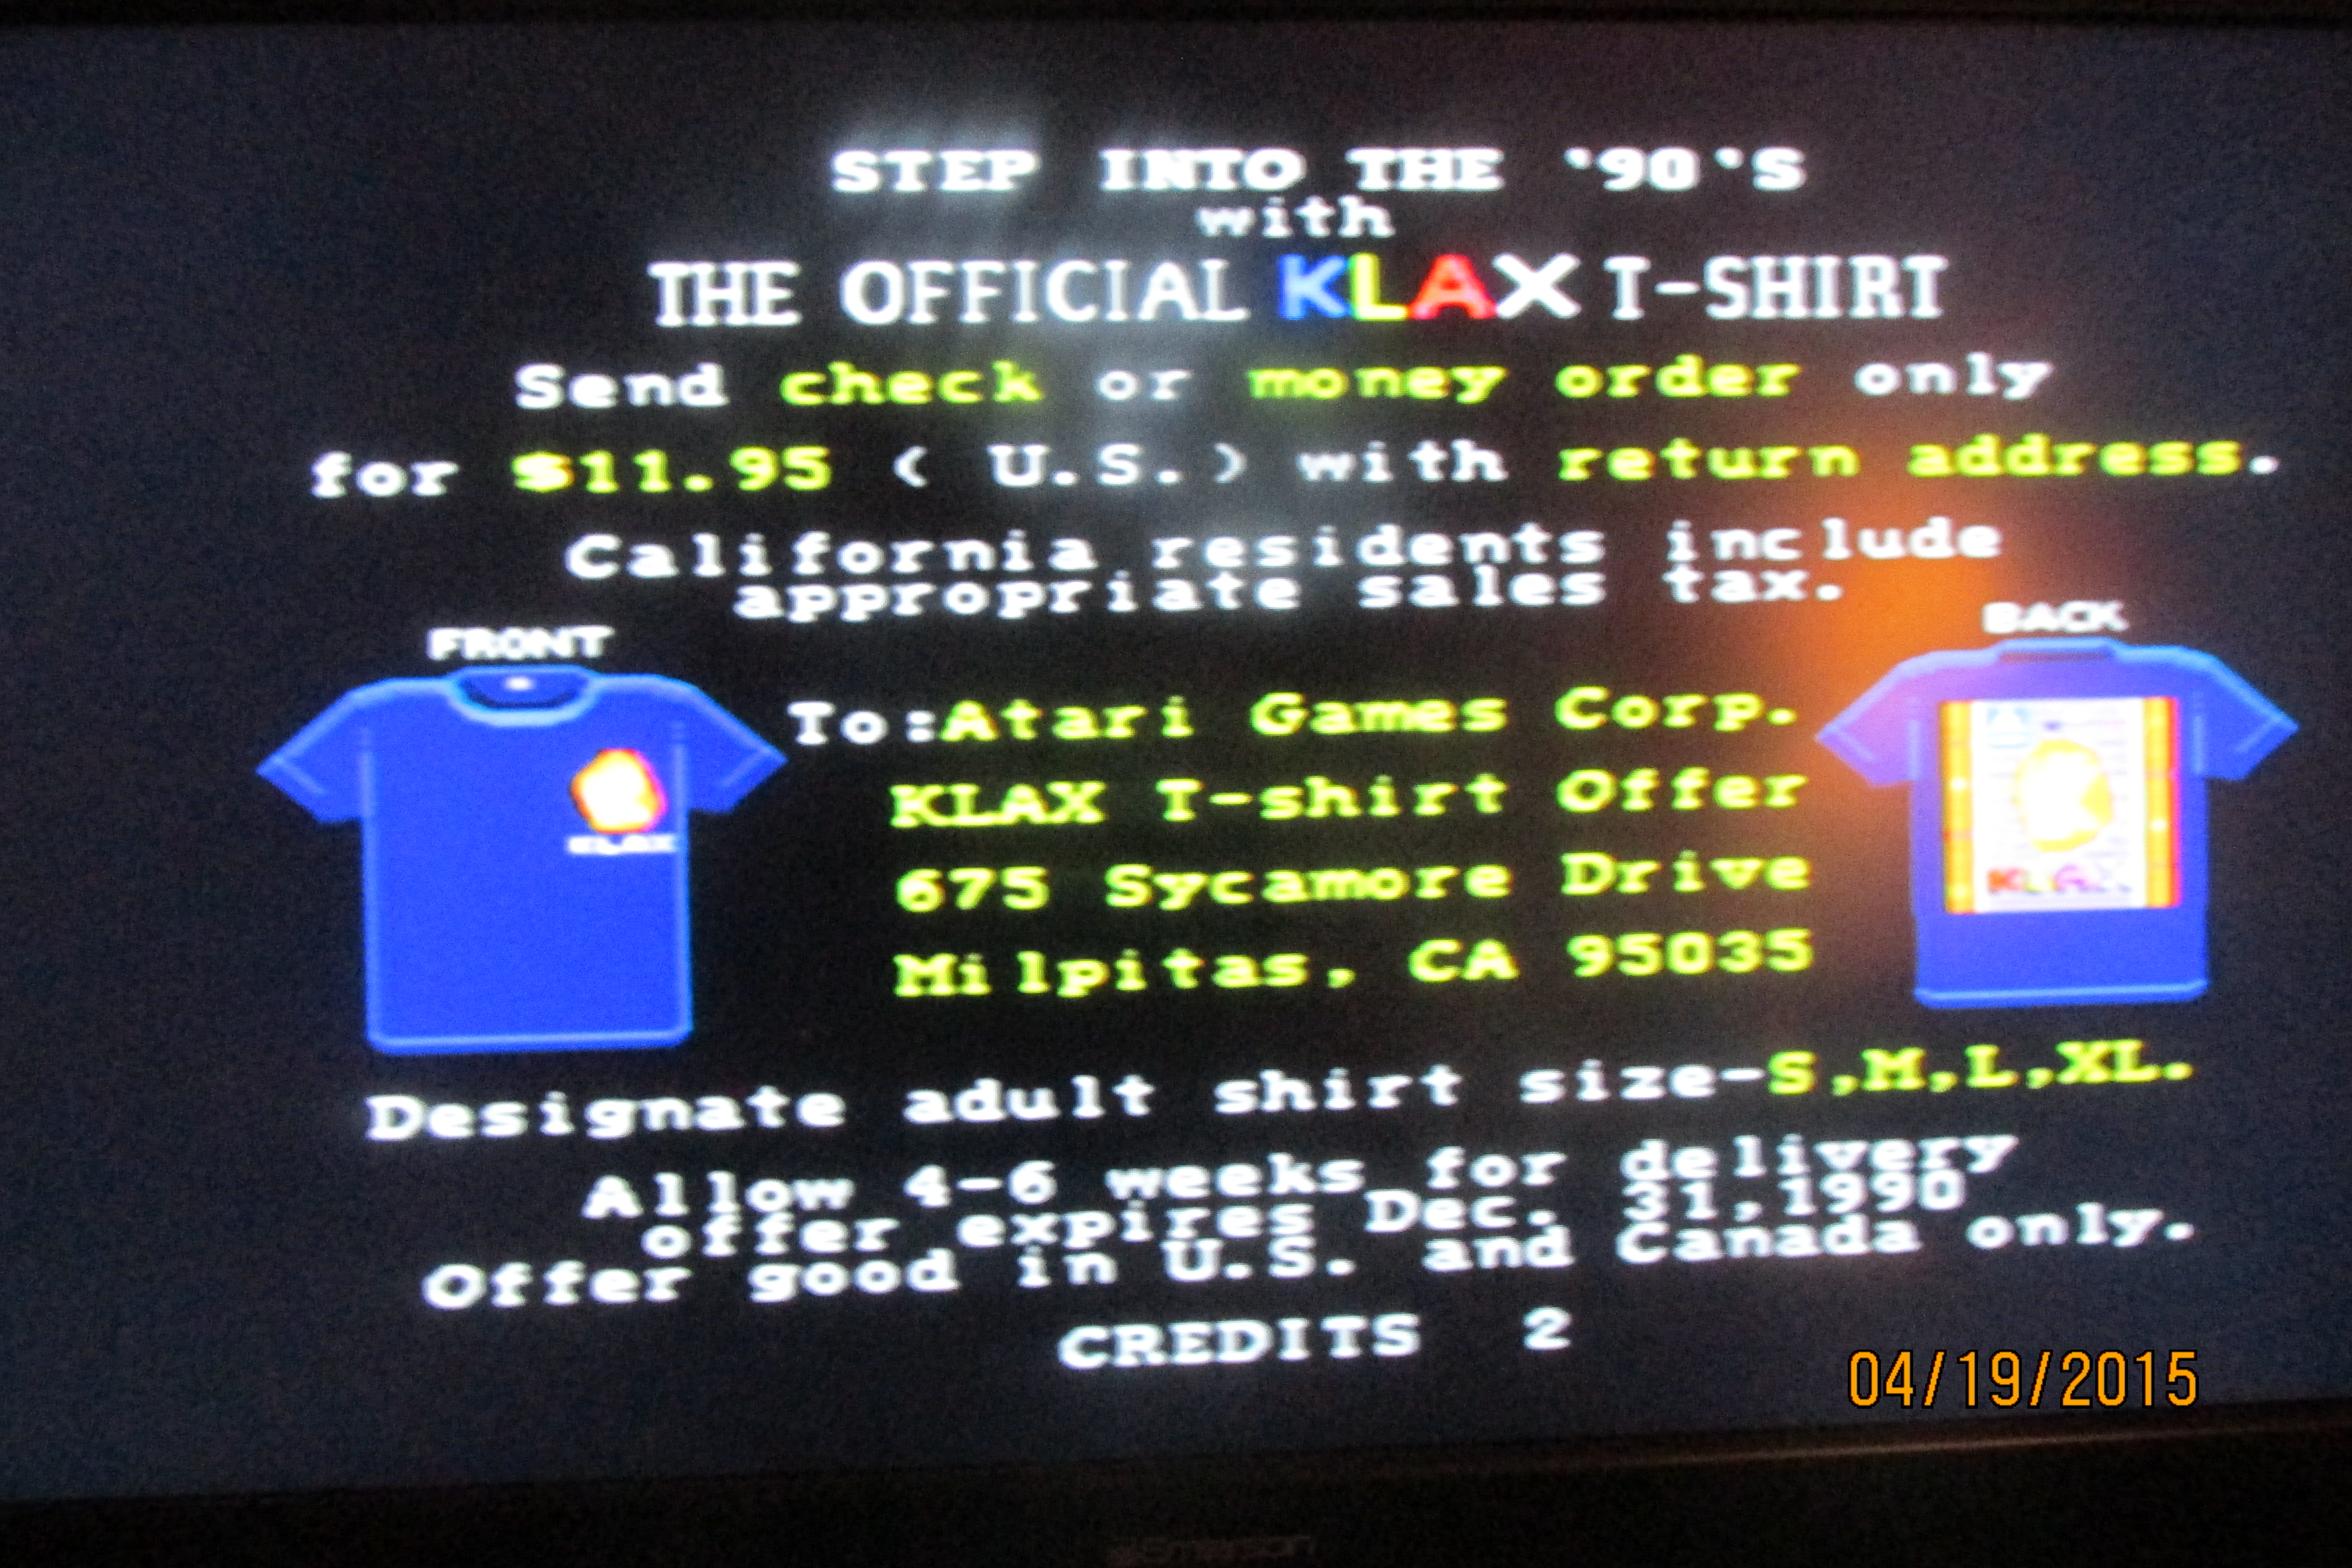 STEP INTO THE '90'S
with
THE OFFICIAL KLAX T-SHIRT
Send check or money order only
for $11.95 ( U.S.) with return address.
California residents include
appropriate sales tax.
FRONT
BACK
To:Atari Games Corp.
KLAX T-shirt Offer
675 Sycamore Drive
Milpitas, CA 95035
KLAX
KLAX
Designate adult shirt size-S,M,L,XL.
Allow 4-6 weeks for delivery
offer expires Dec. 31,1990
Offer good in U.S. and Canada only.
CREDITS 2
04/19/2015
Emerson